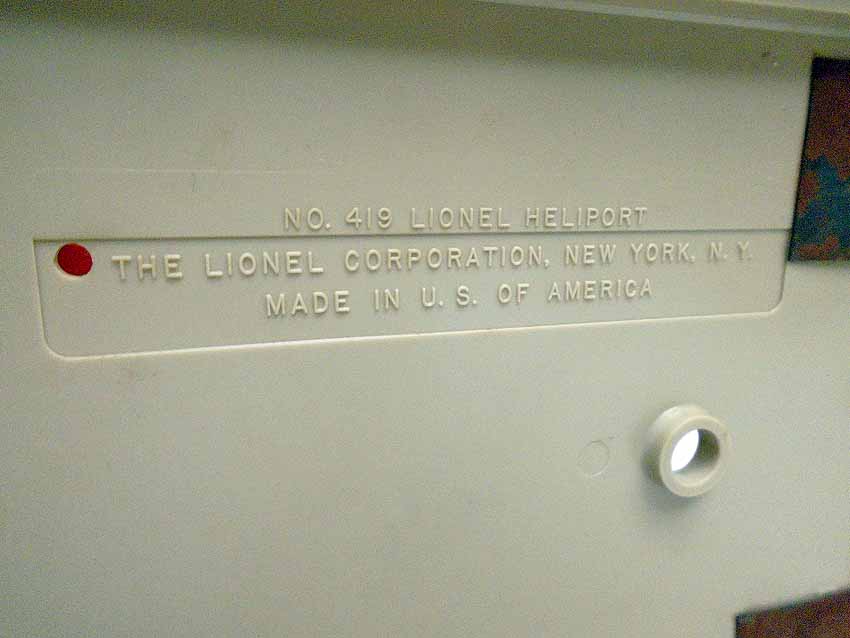 NO. 419 LIONEL HELIPORT
THE LIONEL CORPORATION, NEW YORK, N. Y.
MADE IN U. S. OF AMERICA